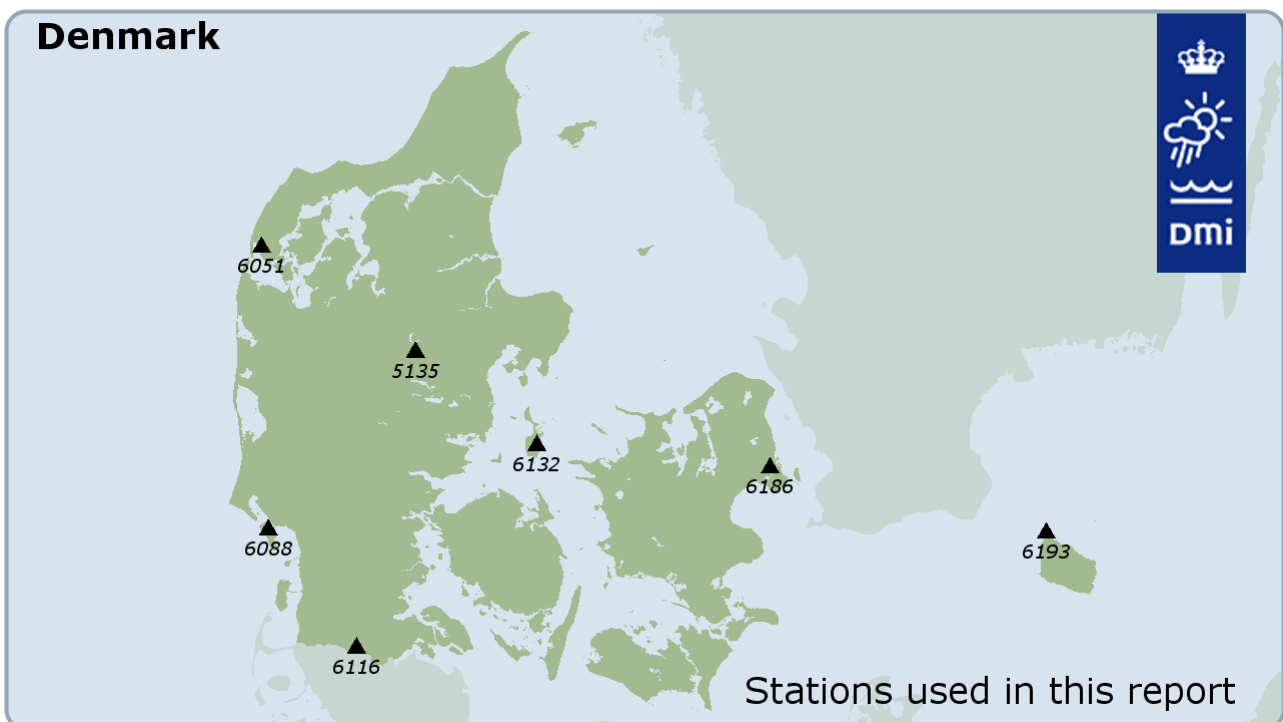 Denmark
DMi
6051
5135
6132
6186
6088
6193
6116
Stations used in this report